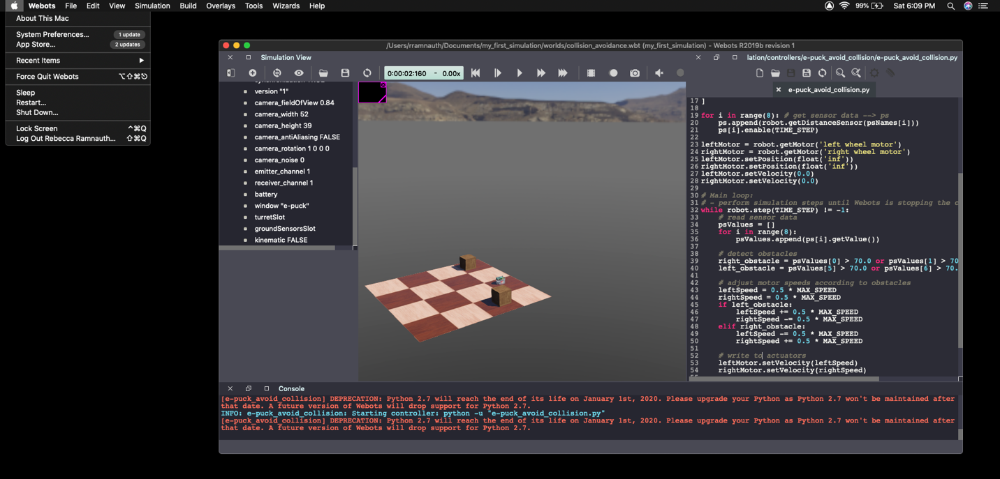 Webots File Edit View Simulation Build Overlays Tools Wizards Help 99% Sat 6:09 PM
About This Mac
System Preferences... 1 update
App Store... 2 updates
Recent Items
Force Quit Webots
Sleep
Restart...
Shut Down...
Lock Screen ^⌘Q
Log Out Rebecca Ramnauth... ⇧⌘Q
/Users/rramnauth/Documents/my_first_simulation/worlds/collision_avoidance.wbt (my_first_simulation) - Webots R2019b revision 1
Simulation View
0:00:02:160 - 0.00x
version "1"
camera_fieldOfView 0.84
camera_width 52
camera_height 39
camera_antiAliasing FALSE
camera_rotation 1 0 0 0
camera_noise 0
emitter_channel 1
receiver_channel 1
battery
window "e-puck"
turretSlot
groundSensorsSlot
kinematic FALSE
lation/controllers/e-puck_avoid_collision/e-puck_avoid_collision.py
e-puck_avoid_collision.py
17 ]
18
19 for i in range(8): # get sensor data --> ps
20 ps.append(robot.getDistanceSensor(psNames[i]))
21 ps[i].enable(TIME_STEP)
22
23 leftMotor = robot.getMotor('left wheel motor')
24 rightMotor = robot.getMotor('right wheel motor')
25 leftMotor.setPosition(float('inf'))
26 rightMotor.setPosition(float('inf'))
27 leftMotor.setVelocity(0.0)
28 rightMotor.setVelocity(0.0)
29
30 # Main loop:
31 # - perform simulation steps until Webots is stopping the c
32 while robot.step(TIME_STEP) != -1:
33 # read sensor data
34 psValues = []
35 for i in range(8):
36 psValues.append(ps[i].getValue())
37
38 # detect obstacles
39 right_obstacle = psValues[0] > 70.0 or psValues[1] > 70
40 left_obstacle = psValues[5] > 70.0 or psValues[6] > 70.
41
42 # adjust motor speeds according to obstacles
43 leftSpeed = 0.5 * MAX_SPEED
44 rightSpeed = 0.5 * MAX_SPEED
45 if left_obstacle:
46 leftSpeed += 0.5 * MAX_SPEED
47 rightSpeed -= 0.5 * MAX_SPEED
48 elif right_obstacle:
49 leftSpeed -= 0.5 * MAX_SPEED
50 rightSpeed += 0.5 * MAX_SPEED
51
52 # write to actuators
53 leftMotor.setVelocity(leftSpeed)
54 rightMotor.setVelocity(rightSpeed)
Console
[e-puck_avoid_collision] DEPRECATION: Python 2.7 will reach the end of its life on January 1st, 2020. Please upgrade your Python as Python 2.7 won't be maintained after
that date. A future version of Webots will drop support for Python 2.7.
INFO: e-puck_avoid_collision: Starting controller: python -u "e-puck_avoid_collision.py"
[e-puck_avoid_collision] DEPRECATION: Python 2.7 will reach the end of its life on January 1st, 2020. Please upgrade your Python as Python 2.7 won't be maintained after
that date. A future version of Webots will drop support for Python 2.7.